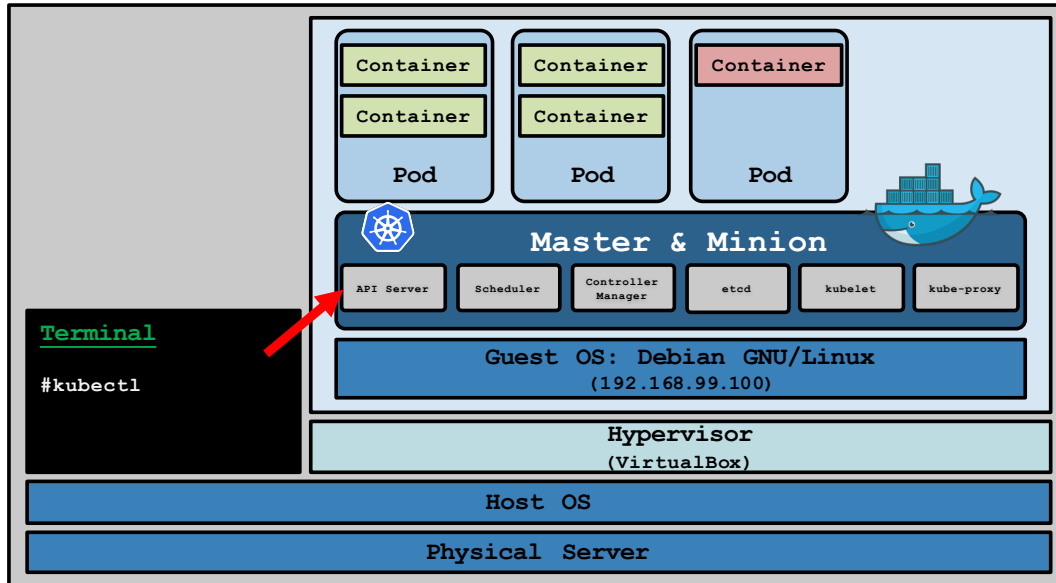 Container
Container
Container
Container
Container
Pod
Pod
Pod
Master & Minion
API Server
Scheduler
Controller
Manager
etcd
kubelet
kube-proxy
Terminal
#kubectl
Guest OS: Debian GNU/Linux
(192.168.99.100)
Hypervisor
(VirtualBox)
Host OS
Physical Server